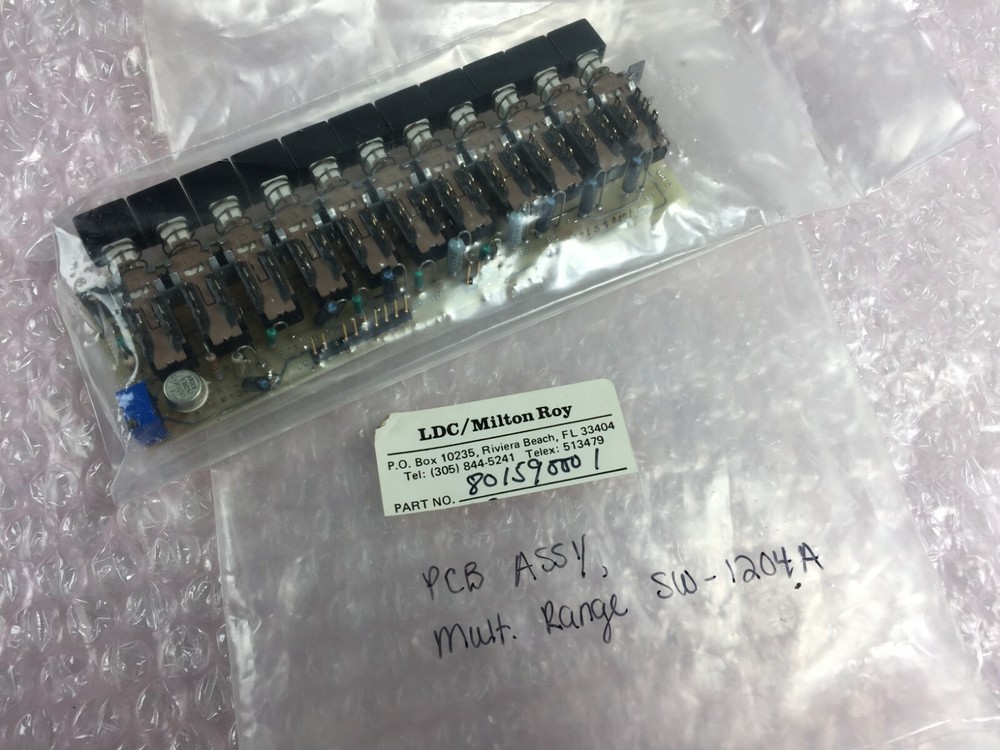 LDC/Milton Roy
P.O. Box 10235, Riviera Beach, FL 33404
Tel: (305) 844-5241 Telex: 513479
PART NO. 801590001
PCB ASSY,
Mult. Range SW-1204A